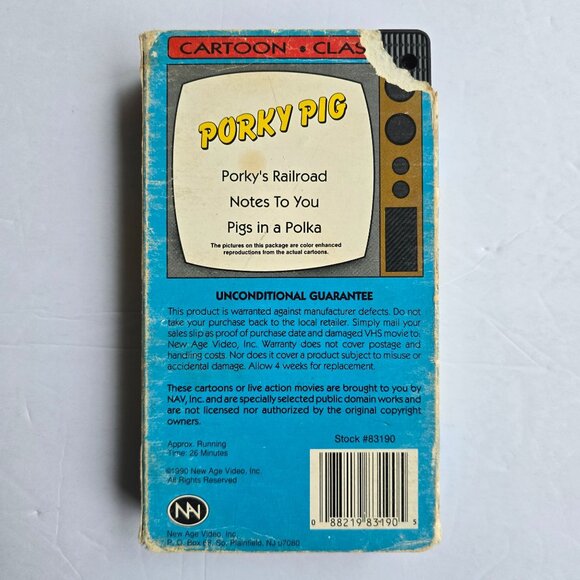 CARTOON • CLAS
PORKY PIG
Porky's Railroad
Notes To You
Pigs in a Polka
The pictures on this package are color enhanced
reproductions from the actual cartoons.
UNCONDITIONAL GUARANTEE
This product is warranted against manufacturer defects. Do not
take your purchase back to the local retailer. Simply mail your
sales slip as proof of purchase date and damaged VHS movie to:
New Age Video, Inc. Warranty does not cover postage and
handling costs. Nor does it cover a product subject to misuse or
accidental damage. Allow 4 weeks for replacement.
These cartoons or live action movies are brought to you by
NAV, Inc. and are specially selected public domain works and
are not licensed nor authorized by the original copyright
owners.
Approx. Running
Time: 26 Minutes
Stock #83190
©1990 New Age Video, Inc.
All Rights Reserved
0 88219 83190 5
NAV
New Age Video, Inc.
P. O. Box So. Plainfield, NJ 07080